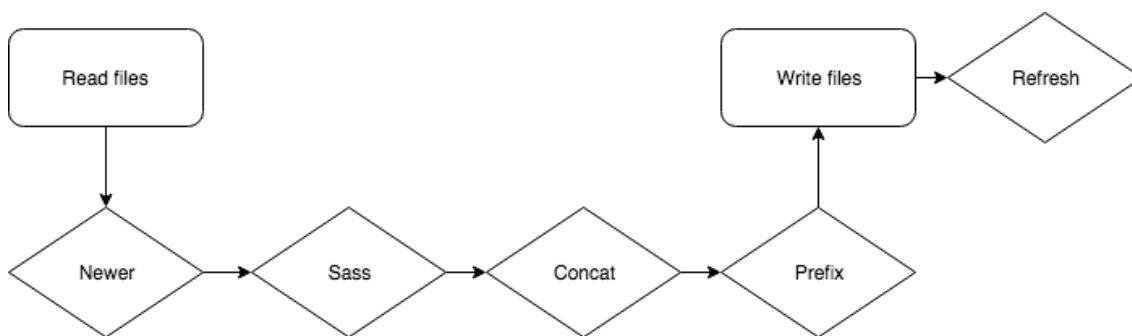 Read files
Write files
Refresh
Newer
Sass
Concat
Prefix